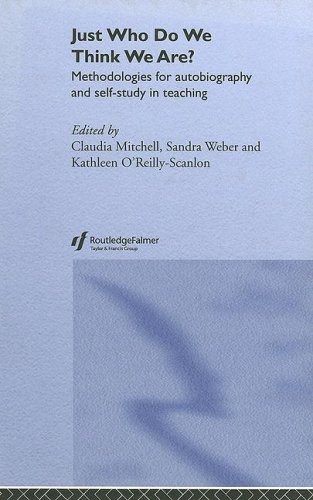 Just Who Do We
Think We Are?
Methodologies for autobiography
and self-study in teaching
Edited by
Claudia Mitchell, Sandra Weber and
Kathleen O'Reilly-Scanlon
RoutledgeFalmer
Taylor & Francis Group